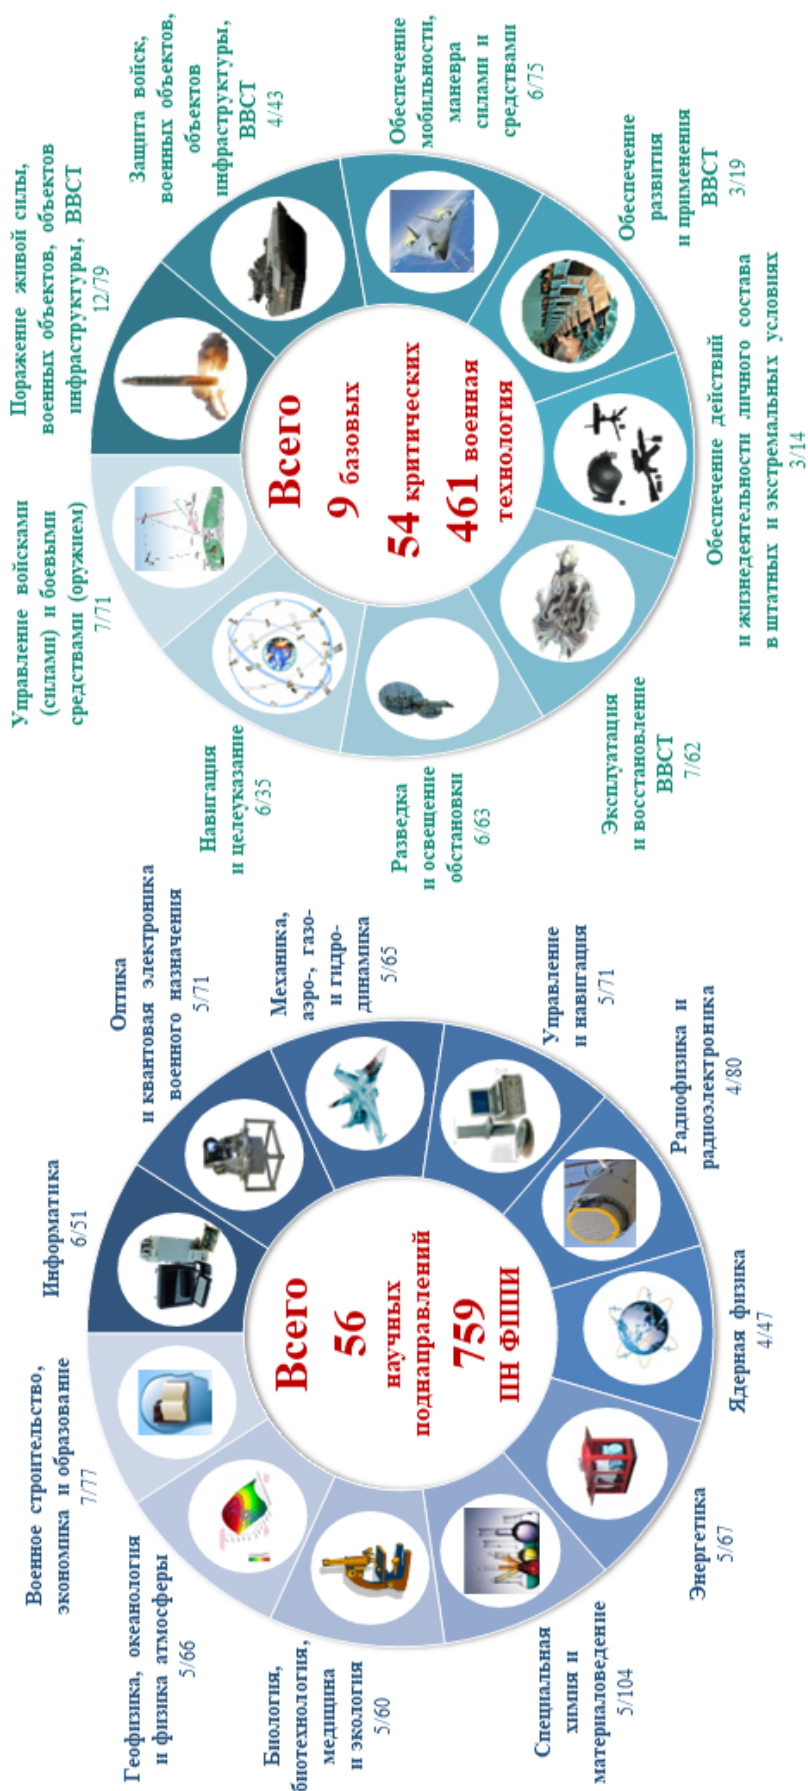 Военное строительство,
экономика и образование
7/77
Информатика
6/51
Оптика
и квантовая электроника
военного назначения
5/71
Механика,
аэро-, газо-
и гидро-
динамика
5/65
Управление
и навигация
5/71
Радиофизика и
радиоэлектроника
4/80
Ядерная физика
4/47
Энергетика
5/67
Специальная
химия и
материаловедение
5/104
Биология,
биотехнология,
медицина
и экология
5/60
Геофизика, океанология
и физика атмосферы
5/66
Всего
56
научных
поднаправлений
759
ПН ФППИ
Управление войсками
(силами) и боевыми
средствами (оружием)
7/71
Поражение живой силы,
военных объектов, объектов
инфраструктуры, ВВСТ
12/79
Защита войск,
военных объектов,
объектов
инфраструктуры,
ВВСТ
4/43
Обеспечение
мобильности,
маневра
силами и
средствами
6/75
Обеспечение
развития
и применения
ВВСТ
3/19
Обеспечение действий
и жизнедеятельности личного состава
в штатных и экстремальных условиях
3/14
Эксплуатация
и восстановление
ВВСТ
7/62
Разведка
и освещение
обстановки
6/63
Навигация
и целеуказание
6/35
Всего
9 базовых
54 критических
461 военная
технология